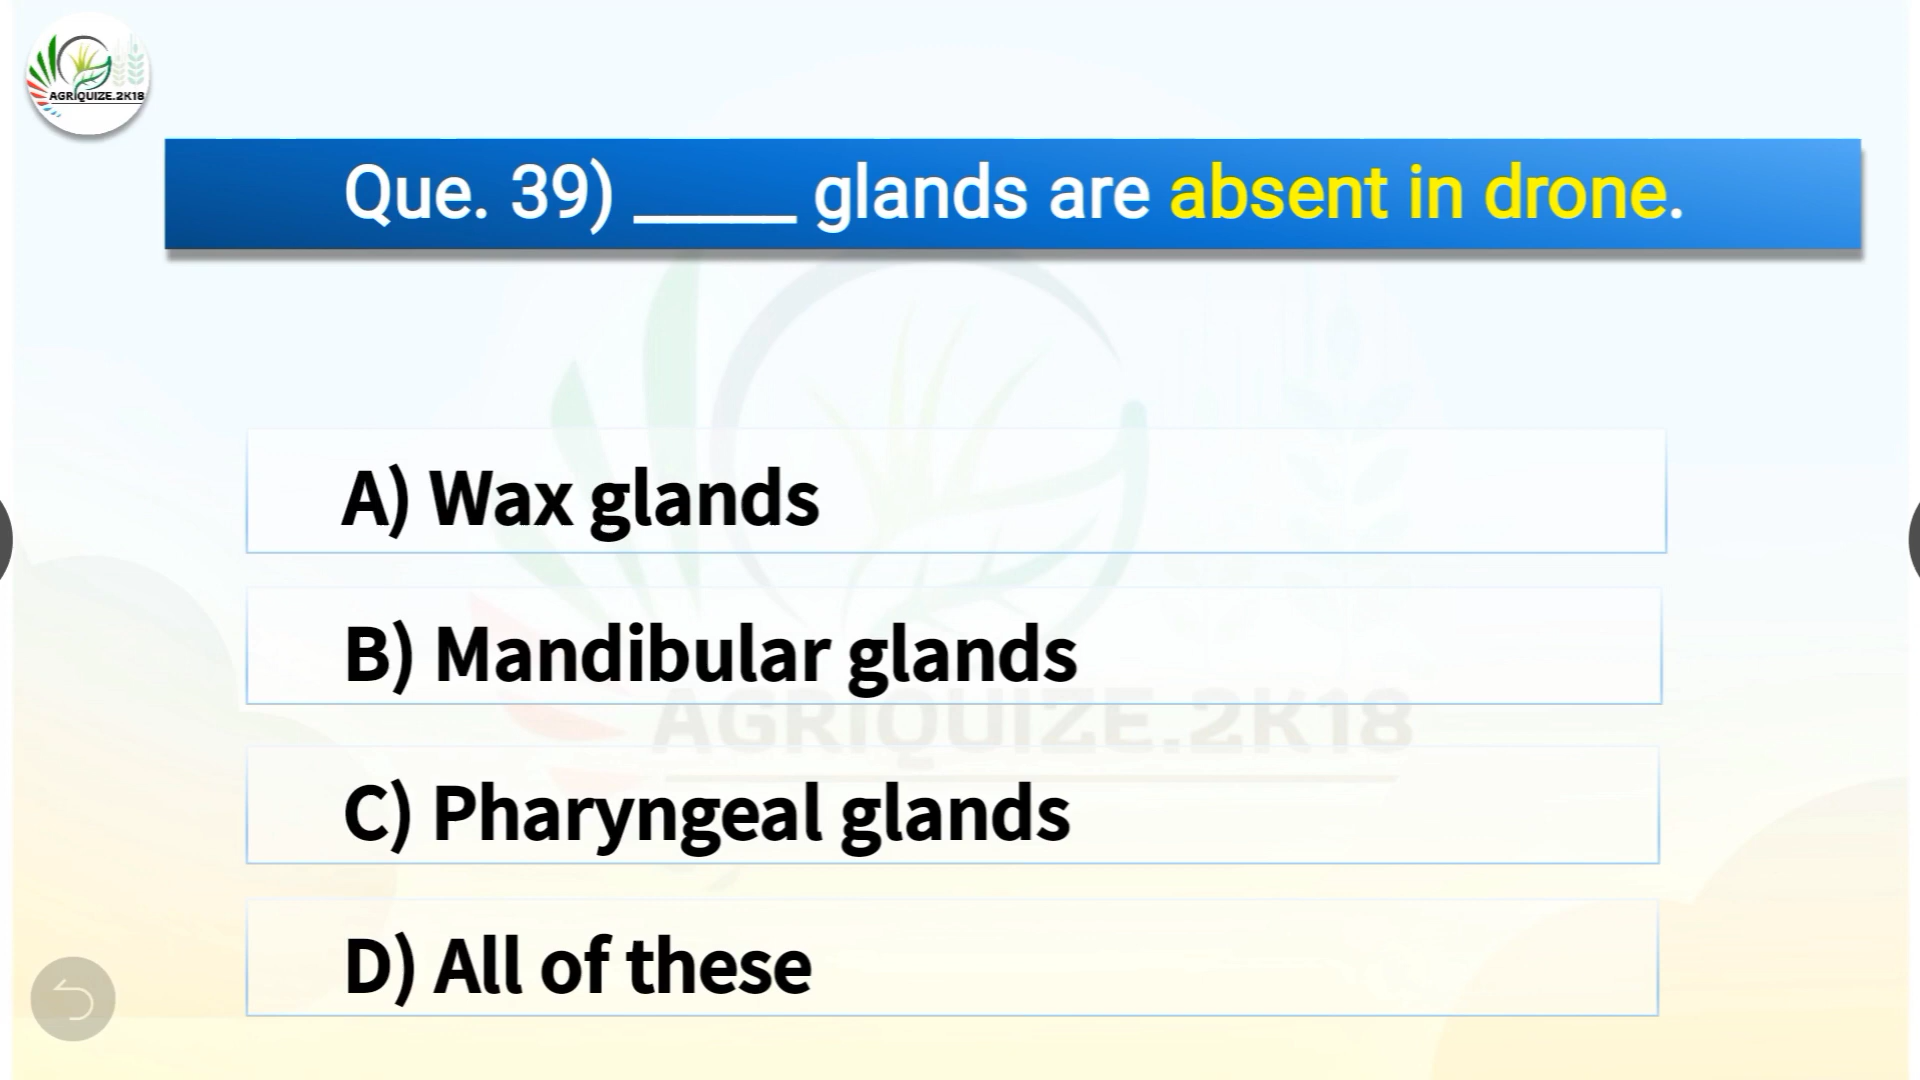 AGRIQUIZE.2K18
Que. 39) _____ glands are absent in drone.
A) Wax glands
B) Mandibular glands
AGRIQUIZE.2K18
C) Pharyngeal glands
D) All of these